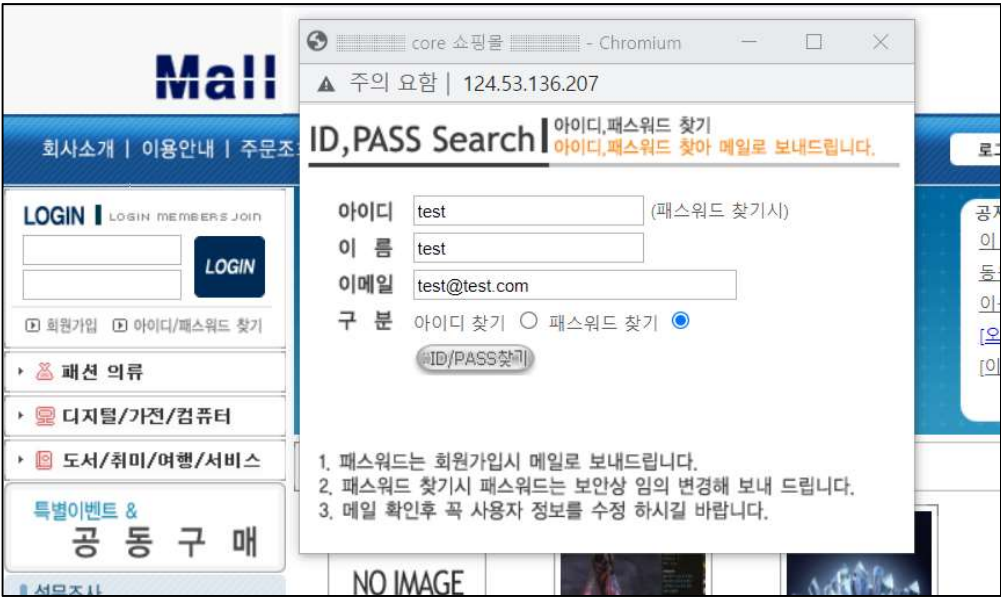 Mall
회사소개 | 이용안내 | 주문조
LOGIN LOGIN MEMBERS JOIN
LOGIN
회원가입 아이디/패스워드 찾기
패션 의류
디지털/가전/컴퓨터
도서/취미/여행/서비스
특별이벤트 &
공 동 구 매
core 쇼핑몰 - Chromium
주의 요함 | 124.53.136.207
ID,PASS Search
아이디,패스워드 찾기
아이디,패스워드 찾아 메일로 보내드립니다.
아이디 test (패스워드 찾기시)
이 름 test
이메일 test@test.com
구 분 아이디 찾기 패스워드 찾기
ID/PASS찾기
1. 패스워드는 회원가입시 메일로 보내드립니다.
2. 패스워드 찾기시 패스워드는 보안상 임의 변경해 보내 드립니다.
3. 메일 확인후 꼭 사용자 정보를 수정 하시길 바랍니다.
NO IMAGE